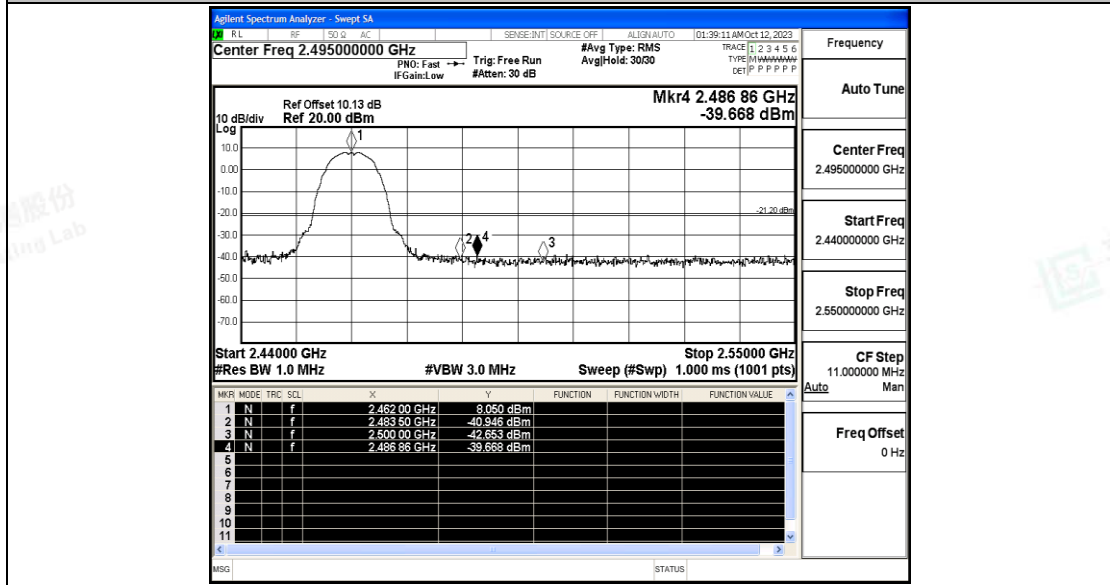 Agilent Spectrum Analyzer - Swept SA
RL RF 50 Ω AC SENSE:INT SOURCE OFF ALIGN AUTO 01:39:11 AM Oct 12, 2023
Center Freq 2.495000000 GHz
PNO: Fast
IFGain:Low
Trig: Free Run
#Atten: 30 dB
#Avg Type: RMS
Avg|Hold: 30/30
TRACE 1 2 3 4 5 6
TYPE M
DET P P P P P P
Mkr4 2.486 86 GHz
-39.668 dBm
Ref Offset 10.13 dB
10 dB/div Ref 20.00 dBm
Log
10.0
0.00
-10.0
-20.0
-30.0
-40.0
-50.0
-60.0
-70.0
1
2 4
3
-21.20 dBm
Start 2.44000 GHz Stop 2.55000 GHz
#Res BW 1.0 MHz #VBW 3.0 MHz Sweep (#Swp) 1.000 ms (1001 pts)
MKR MODE TRC SCL X Y FUNCTION FUNCTION WIDTH FUNCTION VALUE
1 N f 2.462 00 GHz 8.050 dBm
2 N f 2.483 50 GHz -40.946 dBm
3 N f 2.500 00 GHz -42.653 dBm
4 N f 2.486 86 GHz -39.668 dBm
5
6
7
8
9
10
11
MSG STATUS
Frequency
Auto Tune
Center Freq
2.495000000 GHz
Start Freq
2.440000000 GHz
Stop Freq
2.550000000 GHz
CF Step
11.000000 MHz
Auto Man
Freq Offset
0 Hz
股份
Lab